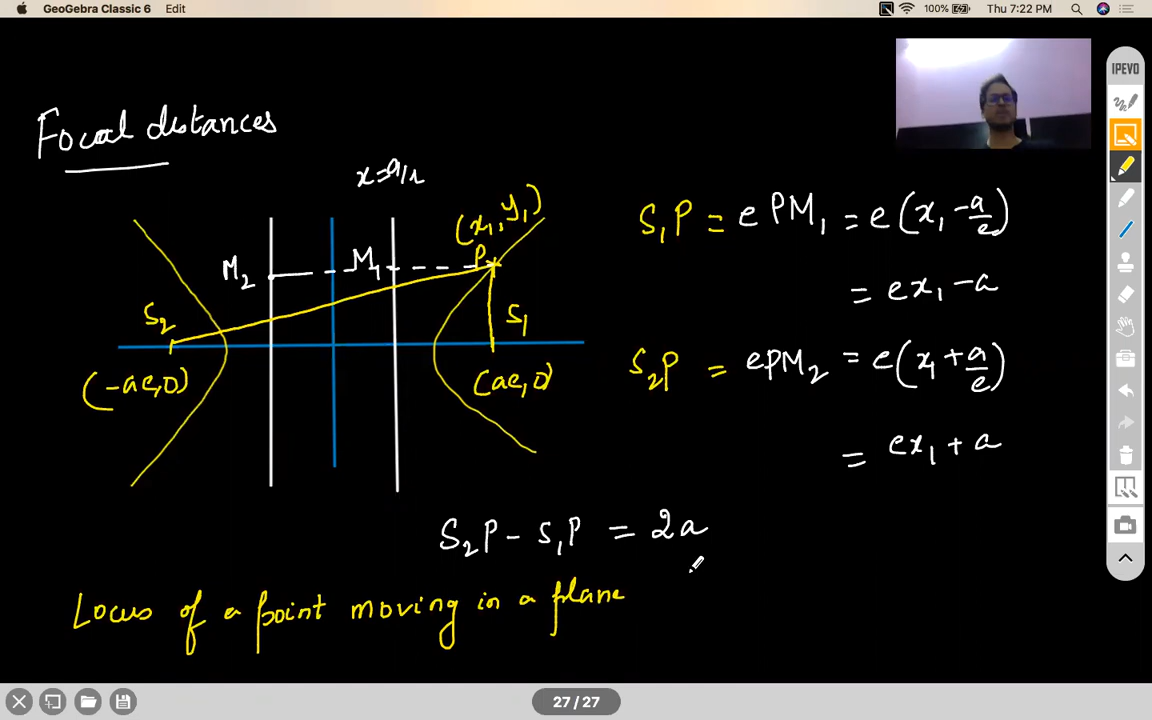 GeoGebra Classic 6 Edit 100% Thu 7:22 PM
IPEVO
Focal distances
(x₁, y₁)
P
M₂ M₁
S₂ S₁
(-ae, 0) (ae, 0)
S₁P = ePM₁ = e(x₁ - a/e)
= ex₁ - a
S₂P = ePM₂ = e(x₁ + a/e)
= ex₁ + a
S₂P - S₁P = 2a
Locus of a point moving in a plane
27 / 27